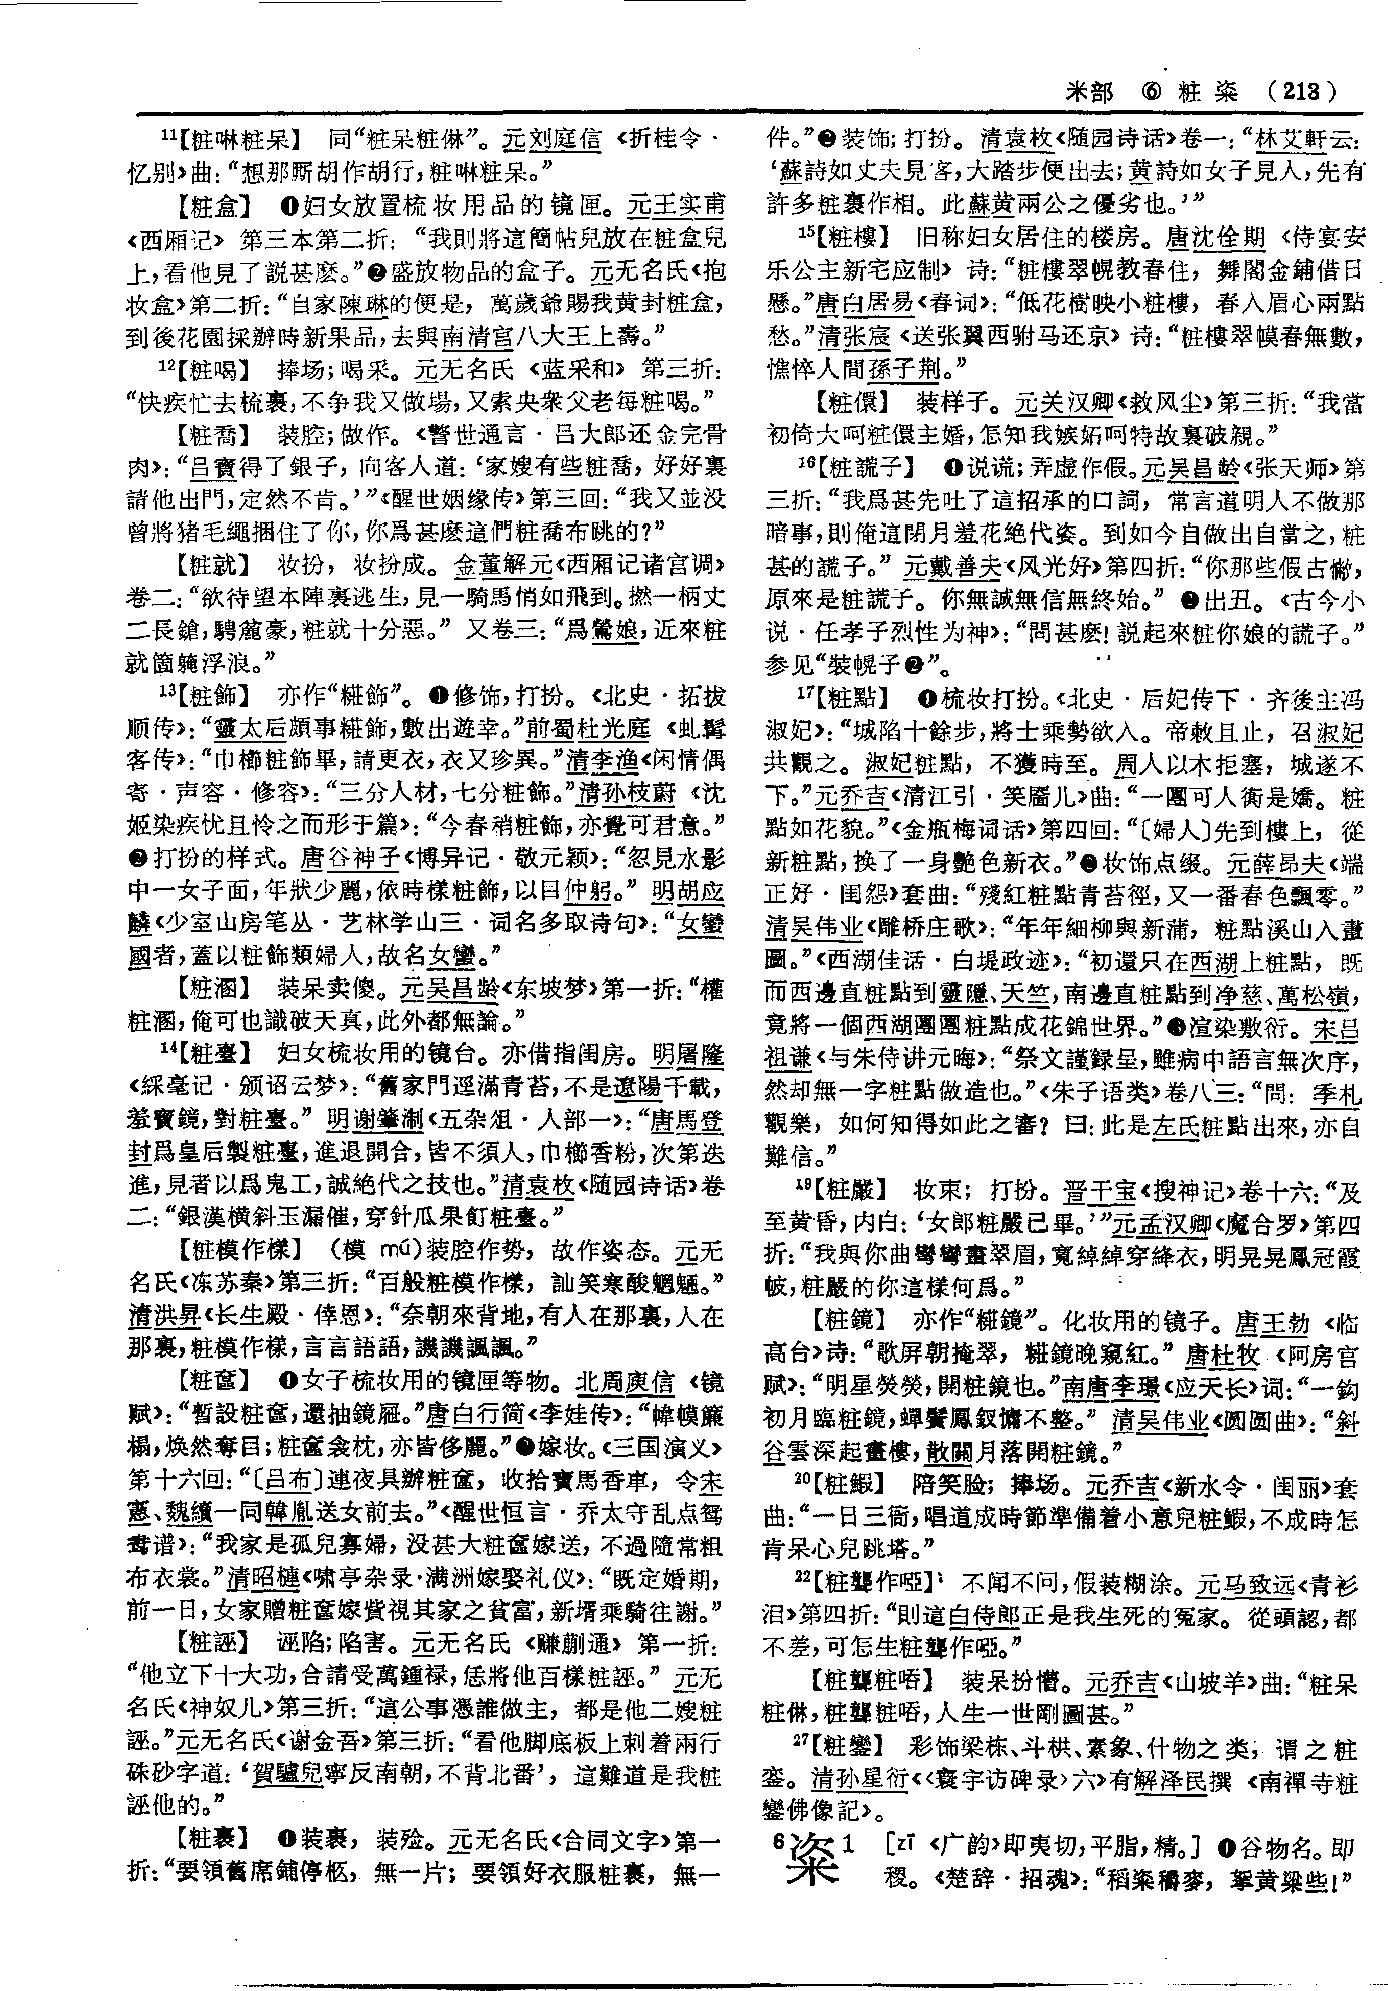 米部 ⑥ 粧 粢 (213)
¹¹【粧啉粧呆】 同“粧呆粧㑣”。元刘庭信《折桂令·
忆别》曲：“想那厮胡作胡行，粧啉粧呆。”
【粧盒】 ❶妇女放置梳妆用品的镜匣。元王实甫
《西厢记》第三本第二折：“我則將這簡帖兒放在粧盒兒
上，看他見了説甚麽。”❷盛放物品的盒子。元无名氏《抱
妆盒》第二折：“自家陳琳的便是，萬歲爺賜我黄封粧盒，
到後花園採辦時新果品，去與南清宫八大王上壽。”
¹²【粧喝】 捧场；喝采。元无名氏《蓝采和》第三折：
“快疾忙去梳裹，不争我又做場，又索央衆父老每粧喝。”
【粧喬】 装腔；做作。《警世通言·吕大郎还金完骨
肉》：“吕寶得了銀子，向客人道：‘家嫂有些粧喬，好好裏
請他出門，定然不肯。’”《醒世姻缘传》第三回：“我又並没
曾將猪毛繩捆住了你，你爲甚麽這們粧喬布跳的？”
【粧就】 妆扮，妆扮成。金董解元《西厢记诸宫调》
卷二：“欲待望本陣裏逃生，見一騎馬悄如飛到。撚一柄丈
二長鎗，騁麄豪，粧就十分惡。” 又卷三：“爲鶯娘，近來粧
就箇𩨹浮浪。”
¹³【粧飾】 亦作“糚飾”。❶修饰，打扮。《北史·拓拔
顺传》：“靈太后頗事糚飾，數出遊幸。”前蜀杜光庭《虬髯
客传》：“巾櫛粧飾畢，請更衣，衣又珍異。”清李渔《闲情偶
寄·声容·修容》：“三分人材，七分粧飾。”清孙枝蔚《沈
姬染疾忧且怜之而形于篇》：“今春稍粧飾，亦覺可君意。”
❷打扮的样式。唐谷神子《博异记·敬元颖》：“忽見水影
中一女子面，年狀少麗，依時樣粧飾，以目仲躬。” 明胡应
麟《少室山房笔丛·艺林学山三·词名多取诗句》：“女蠻
國者，蓋以粧飾類婦人，故名女蠻。”
【粧溷】 装呆卖傻。元吴昌龄《东坡梦》第一折：“權
粧溷，俺可也識破天真，此外都無論。”
¹⁴【粧臺】 妇女梳妆用的镜台。亦借指闺房。明屠隆
《綵毫记·颁诏云梦》：“舊家門逕滿青苔，不是遼陽千載，
羞寶鏡，對粧臺。” 明谢肇淛《五杂俎·人部一》：“唐馬登
封爲皇后製粧臺，進退開合，皆不須人，巾櫛香粉，次第迭
進，見者以爲鬼工，誠絶代之技也。”清袁枚《随园诗话》卷
二：“銀漢横斜玉漏催，穿針瓜果飣粧臺。”
【粧模作樣】 (模 mú)装腔作势，故作姿态。元无
名氏《冻苏秦》第三折：“百般粧模作樣，訕笑寒酸魍魎。”
清洪昇《长生殿·倖恩》：“奈朝來背地，有人在那裏，人在
那裏，粧模作樣，言言語語，譏譏諷諷。”
【粧奩】 ❶女子梳妆用的镜匣等物。北周庾信《镜
赋》：“暫設粧奩，還抽鏡屉。”唐白行简《李娃传》：“幃幙簾
榻，焕然奪目；粧奩衾枕，亦皆侈麗。”❷嫁妆。《三国演义》
第十六回：“〔吕布〕連夜具辦粧奩，收拾寶馬香車，令宋
憲、魏續一同韓胤送女前去。”《醒世恒言·乔太守乱点鸳
鸯谱》：“我家是孤兒寡婦，没甚大粧奩嫁送，不過隨常粗
布衣裳。”清昭槤《啸亭杂录·满洲嫁娶礼仪》：“既定婚期，
前一日，女家贈粧奩嫁貲視其家之貧富，新壻乘騎往謝。”
【粧誣】 诬陷；陷害。元无名氏《赚蒯通》第一折：
“他立下十大功，合請受萬鍾禄，恁將他百樣粧誣。” 元无
名氏《神奴儿》第三折：“這公事憑誰做主，都是他二嫂粧
誣。”元无名氏《谢金吾》第三折：“看他脚底板上刺着兩行
硃砂字道：‘賀驢兒寧反南朝，不背北番’，這難道是我粧
誣他的。”
【粧裹】 ❶装裹，装殓。元无名氏《合同文字》第一
折：“要領舊席鋪停柩，無一片；要領好衣服粧裹，無一
件。”❷装饰；打扮。清袁枚《随园诗话》卷一：“林艾軒云：
‘蘇詩如丈夫見客，大踏步便出去；黄詩如女子見人，先有
許多粧裹作相。此蘇黄兩公之優劣也。’”
¹⁵【粧樓】 旧称妇女居住的楼房。唐沈佺期《侍宴安
乐公主新宅应制》诗：“粧樓翠幌教春住，舞閣金鋪借日
懸。”唐白居易《春词》：“低花樹映小粧樓，春入眉心兩點
愁。”清张宸《送张翼西驸马还京》诗：“粧樓翠幙春無數，
憔悴人間孫子荆。”
【粧儇】 装样子。元关汉卿《救风尘》第三折：“我當
初倚大呵粧儇主婚，怎知我嫉妬呵特故裏破親。”
¹⁶【粧謊子】 ❶说谎；弄虚作假。元吴昌龄《张天师》第
三折：“我爲甚先吐了這招承的口詞，常言道明人不做那
暗事，則俺這閉月羞花絶代姿。到如今自做出自當之，粧
甚的謊子。” 元戴善夫《风光好》第四折：“你那些假古懒，
原來是粧謊子。你無誠無信無終始。” ❷出丑。《古今小
说·任孝子烈性为神》：“問甚麽！説起來粧你娘的謊子。”
参见“裝幌子❷”。
¹⁷【粧點】 ❶梳妆打扮。《北史·后妃传下·齐後主冯
淑妃》：“城陷十餘步，將士乘勢欲入。帝敕且止，召淑妃
共觀之。淑妃粧點，不獲時至。周人以木拒塞，城遂不
下。”元乔吉《清江引·笑靥儿》曲：“一團可人衠是嬌。粧
點如花貌。”《金瓶梅词话》第四回：“〔婦人〕先到樓上，從
新粧點，换了一身艷色新衣。”❷妆饰点缀。元薛昂夫《端
正好·闺怨》套曲：“殘紅粧點青苔徑，又一番春色飄零。”
清吴伟业《雕桥庄歌》：“年年細柳與新蒲，粧點溪山入畫
圖。”《西湖佳话·白堤政迹》：“初還只在西湖上粧點，既
而西邊直粧點到靈隱、天竺，南邊直粧點到净慈、萬松嶺，
竟將一個西湖團團粧點成花錦世界。”❸渲染敷衍。宋吕
祖谦《与朱侍讲元晦》：“祭文謹録呈，雖病中語言無次序，
然却無一字粧點做造也。”《朱子语类》卷八三：“問：季札
觀樂，如何知得如此之審？曰：此是左氏粧點出來，亦自
難信。”
¹⁹【粧嚴】 妆束；打扮。晋干宝《搜神记》卷十六：“及
至黄昏，内白：‘女郎粧嚴已畢。’”元孟汉卿《魔合罗》第四
折：“我與你曲彎彎畫翠眉，寬綽綽穿絳衣，明晃晃鳳冠霞
帔，粧嚴的你這樣何爲。”
【粧鏡】 亦作“糚鏡”。化妆用的镜子。唐王勃《临
高台》诗：“歌屏朝掩翠，糚鏡晚窺紅。” 唐杜牧《阿房宫
赋》：“明星熒熒，開粧鏡也。”南唐李璟《应天长》词：“一鈎
初月臨粧鏡，蟬鬢鳳釵慵不整。” 清吴伟业《圆圆曲》：“斜
谷雲深起畫樓，散關月落開粧鏡。”
²⁰【粧鰕】 陪笑脸；捧场。元乔吉《新水令·闺丽》套
曲：“一日三衙，唱道成時節準備着小意兒粧鰕，不成時怎
肯呆心兒跳塔。”
²²【粧聾作啞】 不闻不问，假装糊涂。元马致远《青衫
泪》第四折：“則這白侍郎正是我生死的冤家。從頭認，都
不差，可怎生粧聾作啞。”
【粧聾粧㖡】 装呆扮懵。元乔吉《山坡羊》曲：“粧呆
粧㑣，粧聾粧㖡，人生一世剛圖甚。”
²⁷【粧鑾】 彩饰梁栋、斗栱、素象、什物之类，谓之粧
銮。清孙星衍《〈寰宇访碑录〉六》有解泽民撰《南禪寺粧
鑾佛像記》。
⁶粢¹ [zī 《广韵》即夷切，平脂，精。] ❶谷物名。即
稷。《楚辞·招魂》：“稻粢穱麥，挐黄粱些！”